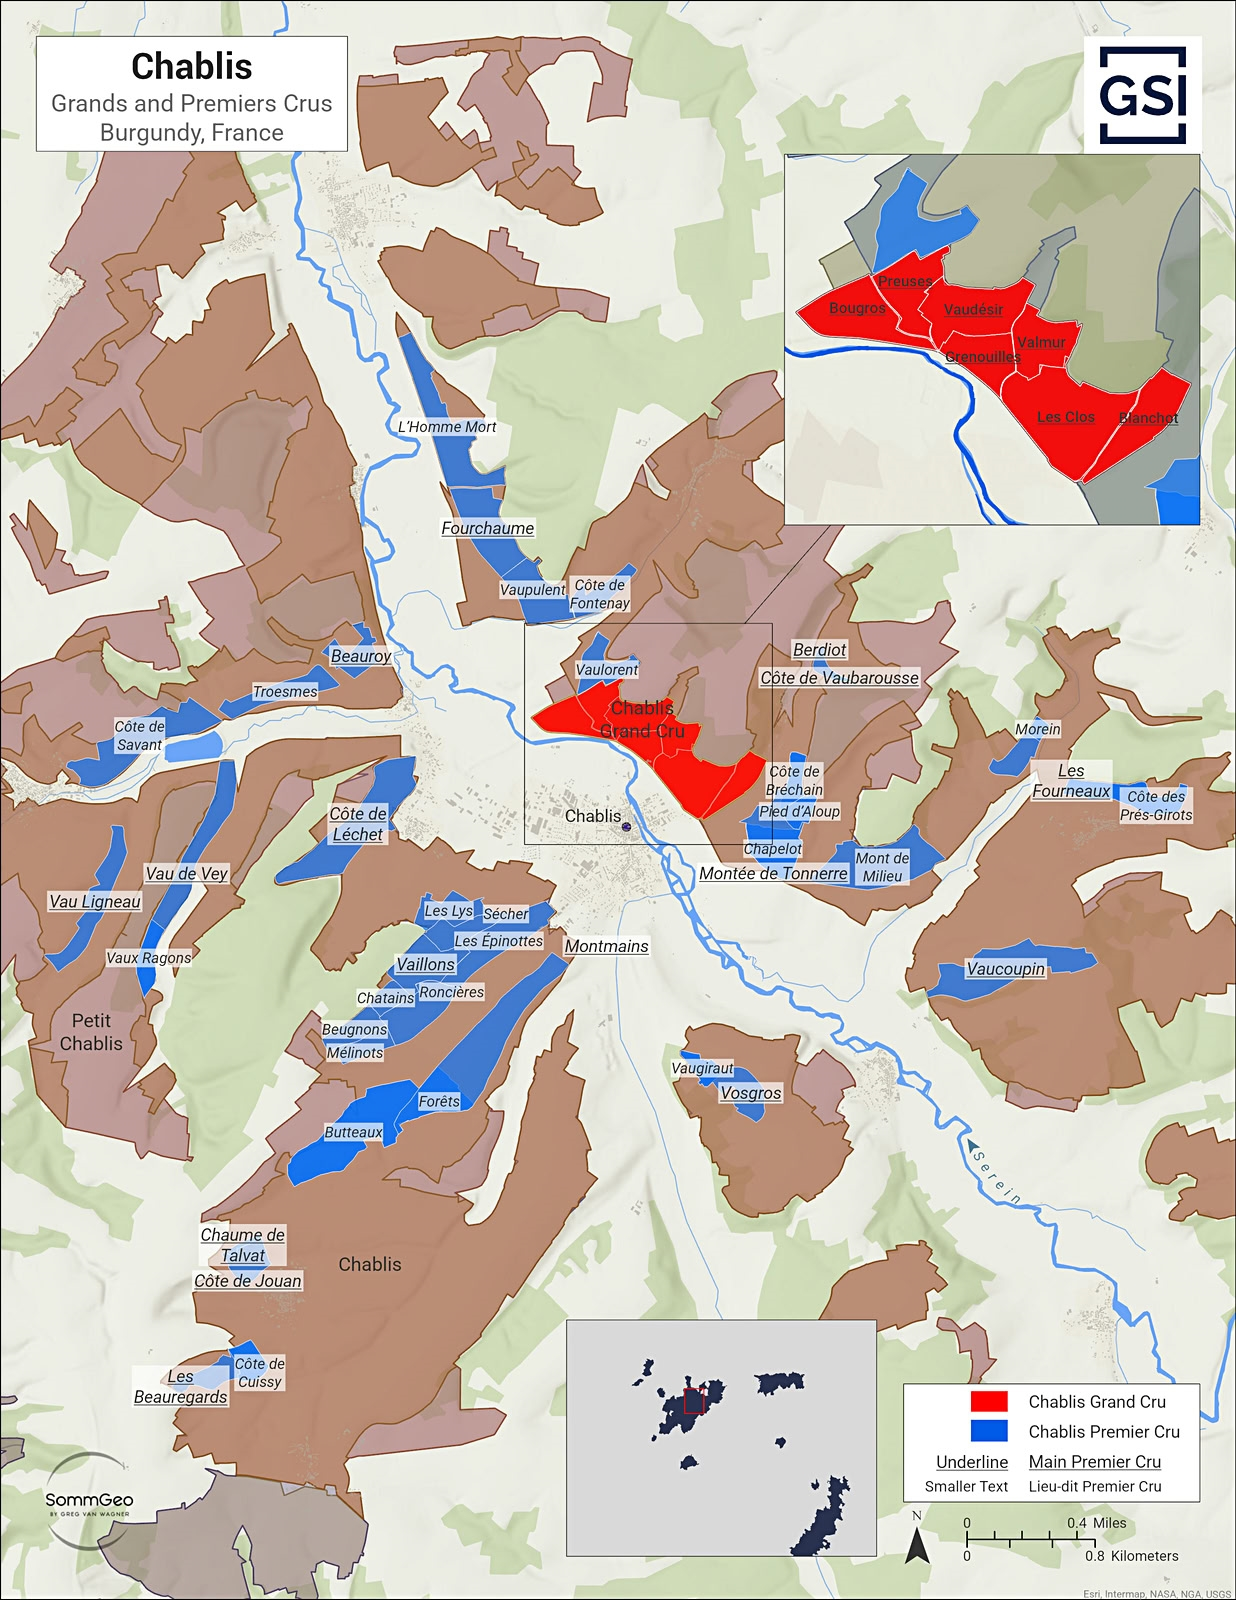 Chablis
Grands and Premiers Crus
Burgundy, France
GSI
Preuses
Bougros
Vaudésir
Valmur
Grenouilles
Les Clos
Blanchot
L'Homme Mort
Fourchaume
Vaupulent
Côte de
Fontenay
Beauroy
Troesmes
Côte de
Savant
Vaulorent
Chablis
Grand Cru
Berdiot
Côte de Vaubarousse
Morein
Les
Fourneaux
Côte des
Prés-Girots
Côte de
Bréchain
Pied d'Aloup
Chapelot
Montée de Tonnerre
Mont de
Milieu
Chablis
Côte de
Léchet
Vau de Vey
Vau Ligneau
Vaux Ragons
Les Lys
Sécher
Les Épinottes
Montmains
Vaillons
Chatains
Roncières
Beugnons
Mélinots
Vaucoupin
Petit
Chablis
Vaugiraut
Vosgros
Forêts
Butteaux
Serein
Chaume de
Talvat
Côte de Jouan
Chablis
Côte de
Cuissy
Les
Beauregards
Chablis Grand Cru
Chablis Premier Cru
Underline Main Premier Cru
Smaller Text Lieu-dit Premier Cru
SommGeo
BY GREG VAN WAGNER
N
0 0.4 Miles
0 0.8 Kilometers
Esri, Intermap, NASA, NGA, USGS